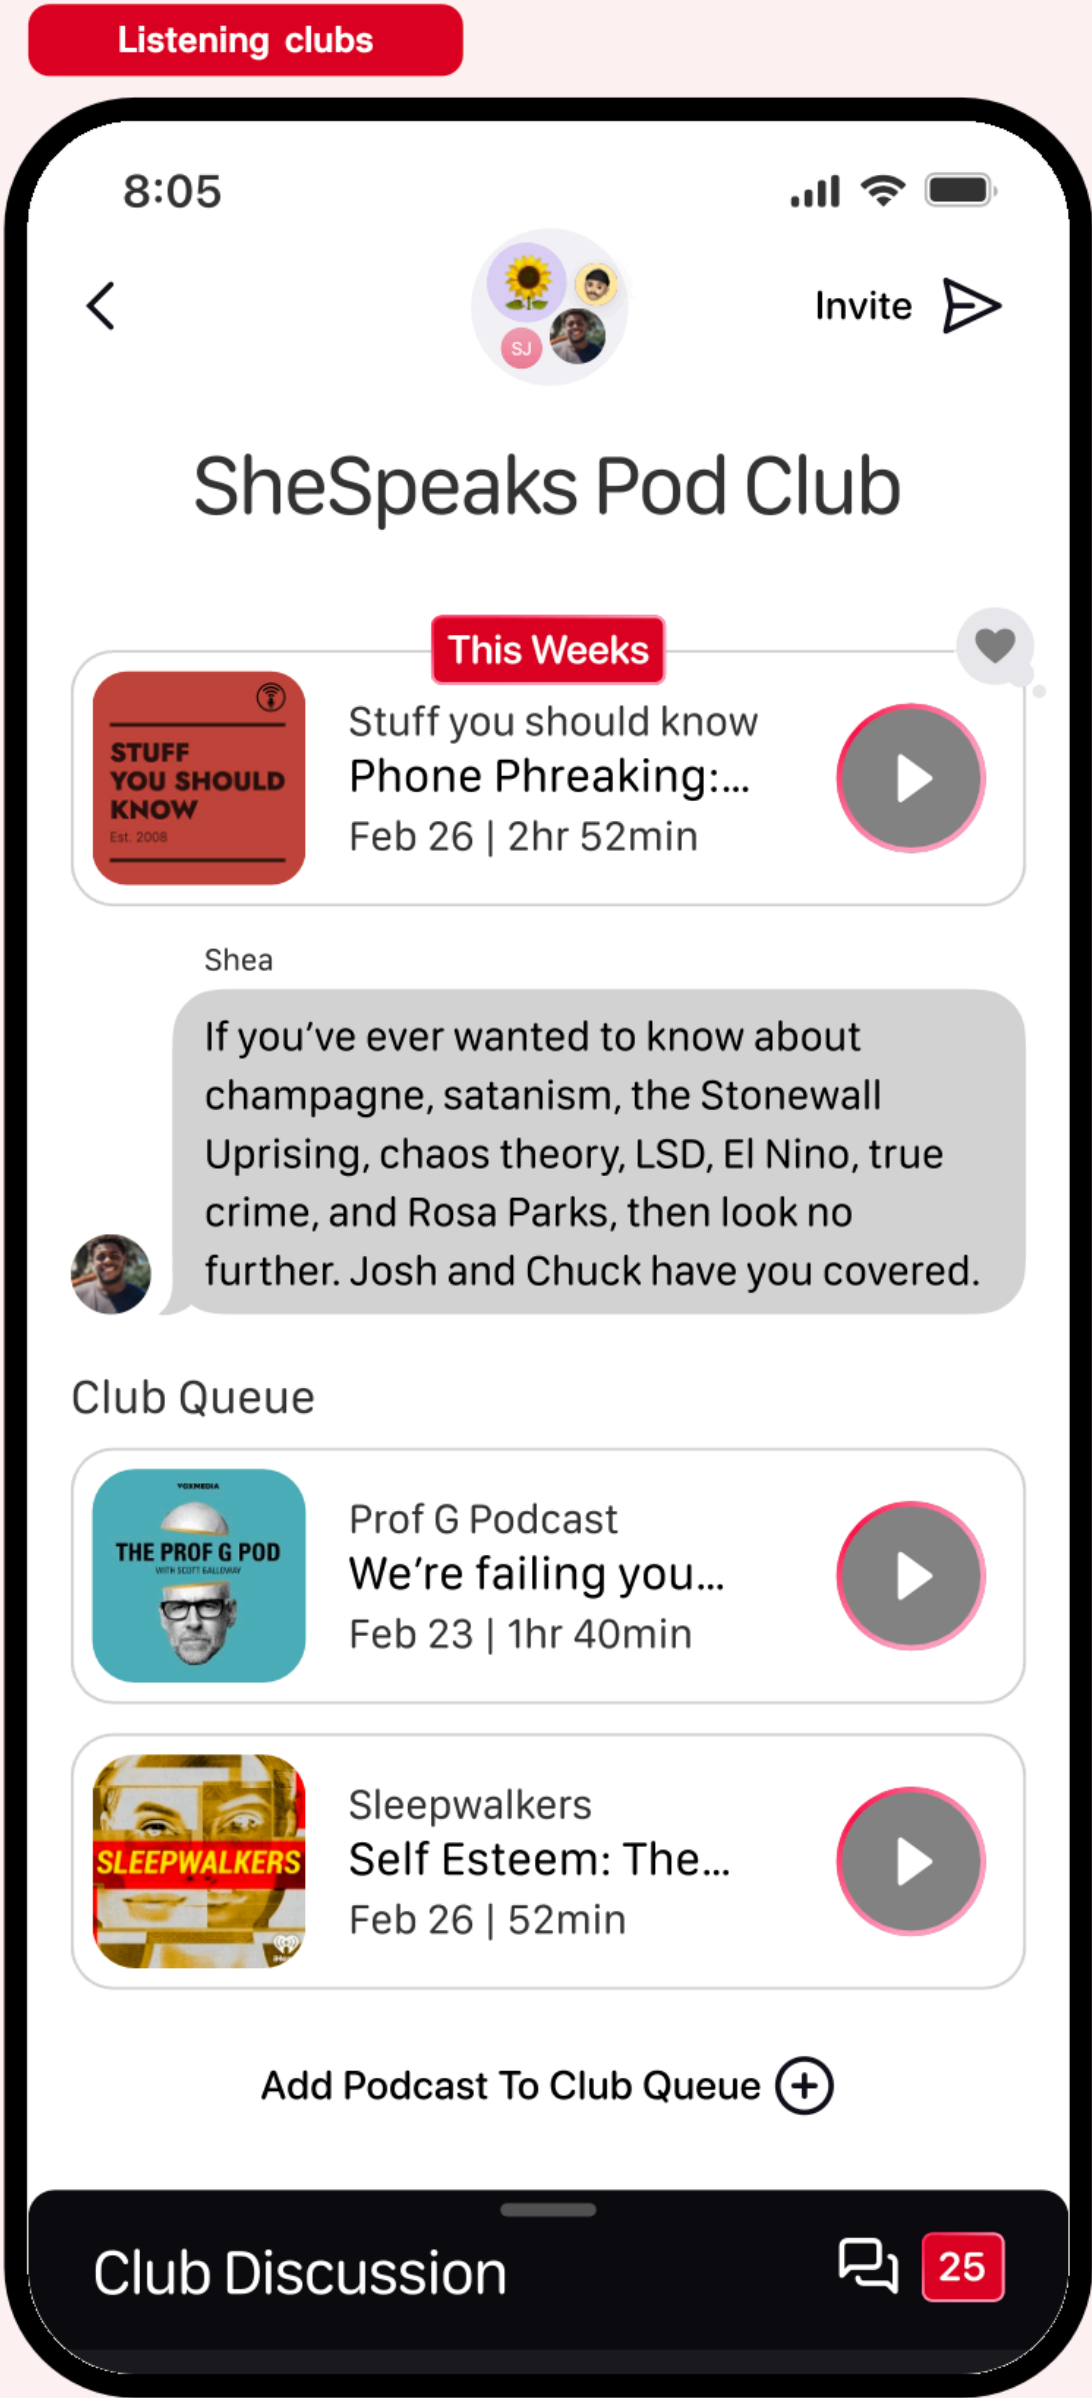 Listening clubs
8:05
Invite
SJ
SheSpeaks Pod Club
This Weeks
STUFF
YOU SHOULD
KNOW
Est. 2008
Stuff you should know
Phone Phreaking:...
Feb 26 | 2hr 52min
Shea
If you’ve ever wanted to know about
champagne, satanism, the Stonewall
Uprising, chaos theory, LSD, El Nino, true
crime, and Rosa Parks, then look no
further. Josh and Chuck have you covered.
Club Queue
VOXMEDIA
THE PROF G POD
WITH SCOTT GALLOWAY
Prof G Podcast
We’re failing you...
Feb 23 | 1hr 40min
SLEEPWALKERS
Sleepwalkers
Self Esteem: The...
Feb 26 | 52min
Add Podcast To Club Queue
Club Discussion
25